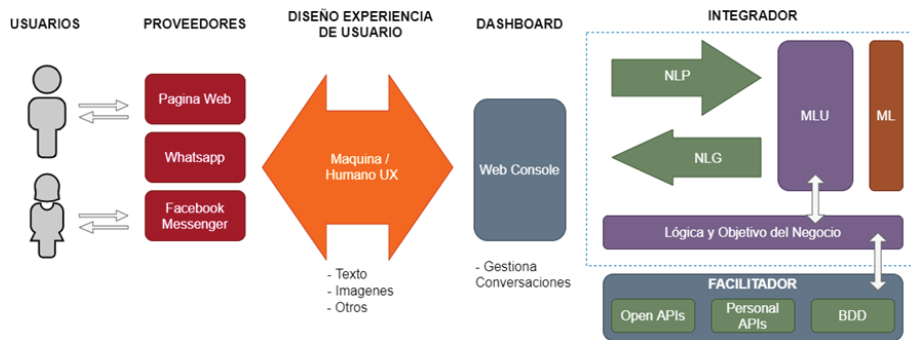 USUARIOS
PROVEEDORES
DISEÑO EXPERIENCIA
DE USUARIO
DASHBOARD
INTEGRADOR
Pagina Web
Whatsapp
Facebook
Messenger
Maquina /
Humano UX
- Texto
- Imagenes
- Otros
Web Console
- Gestiona
Conversaciones
NLP
NLG
MLU
ML
Lógica y Objetivo del Negocio
FACILITADOR
Open APIs
Personal
APIs
BDD